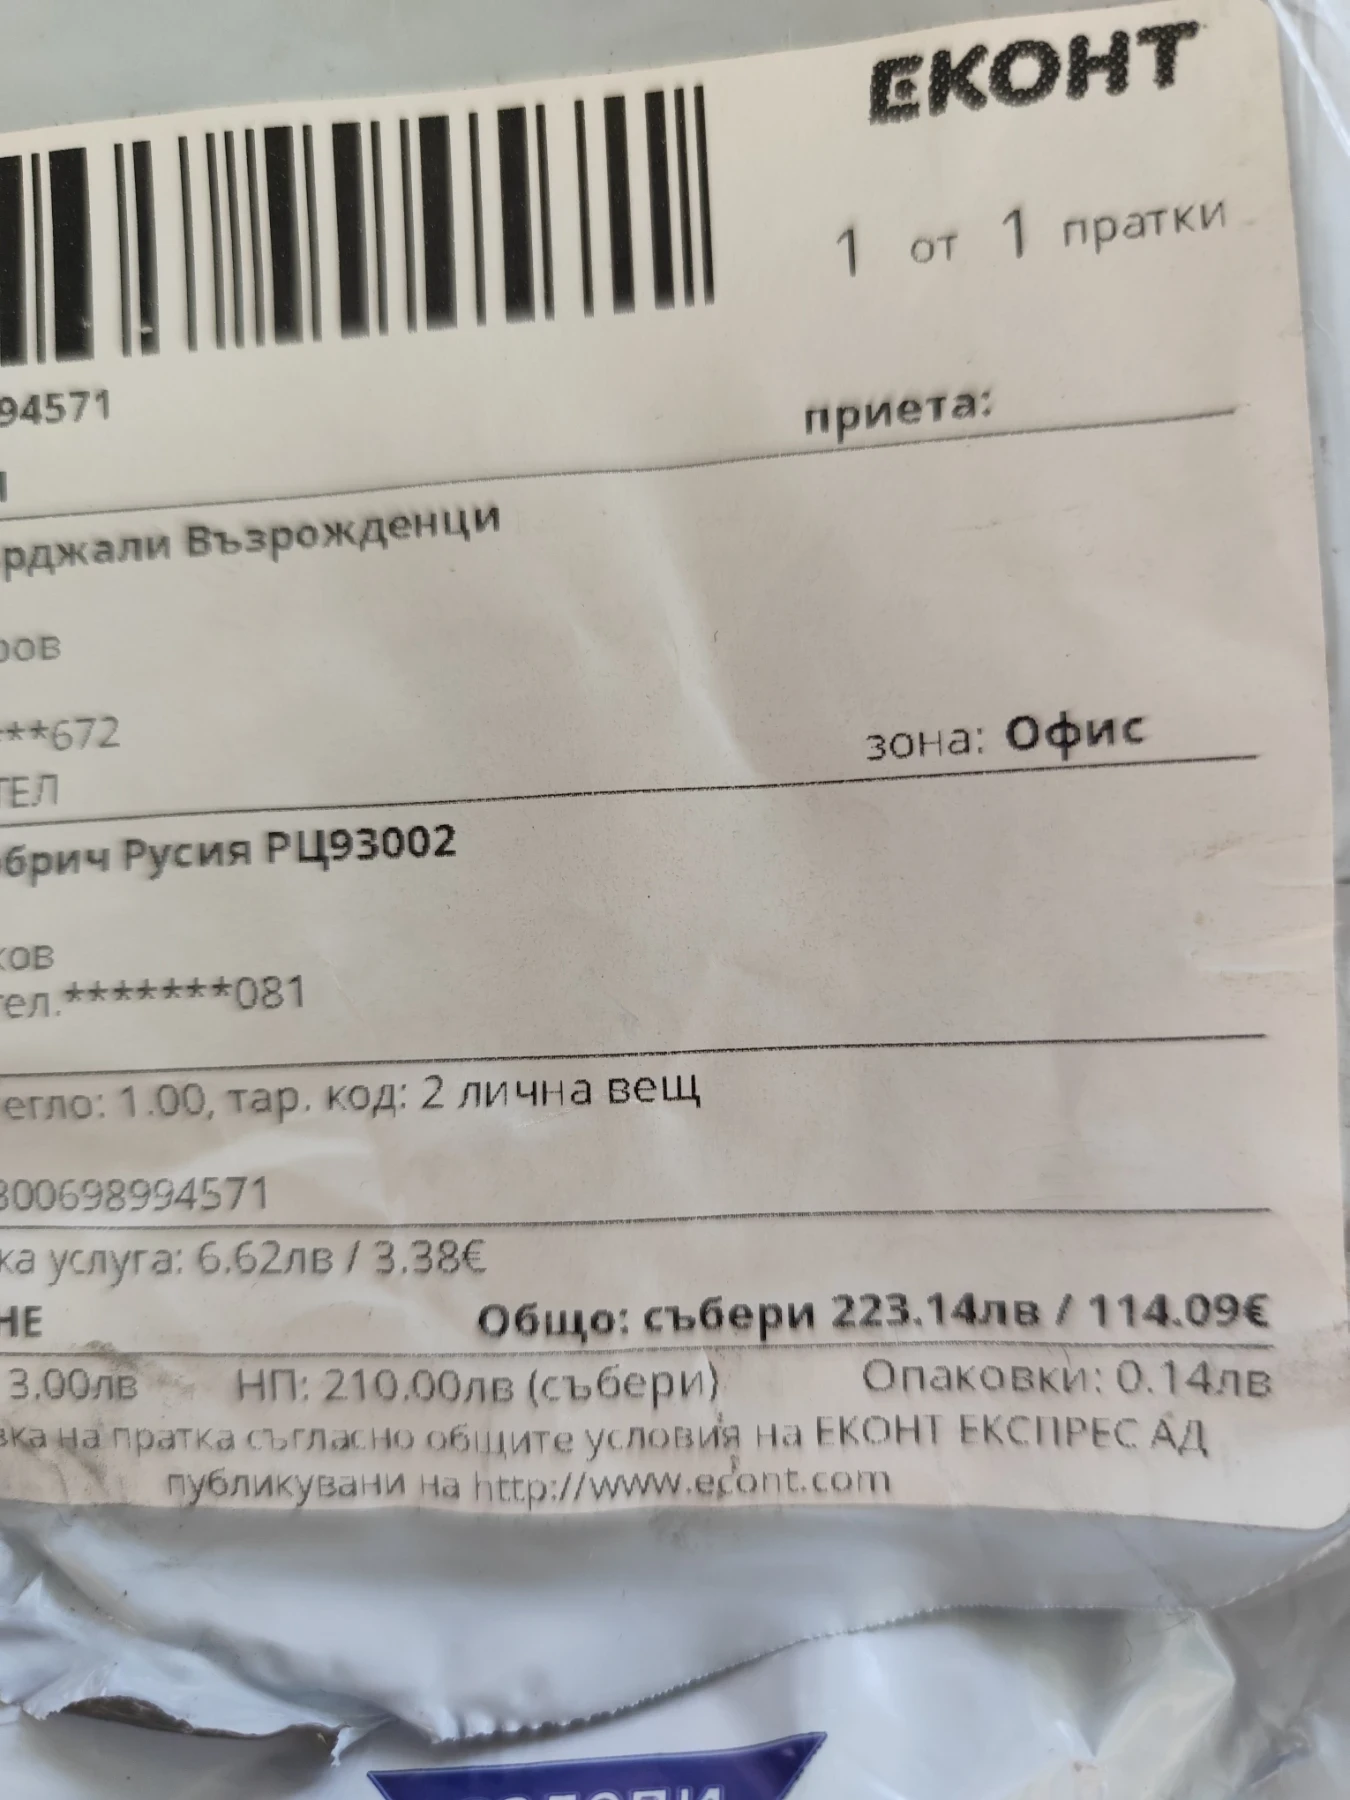 ЕКОНТ
1 от 1 пратки
94571
приета:
рджали Възрожденци
ров
**672
зона: Офис
ТЕЛ
обрич Русия РЦ93002
ков
тел.*******081
егло: 1.00, тар. код: 2 лична вещ
300698994571
ка услуга: 6.62лв / 3.38€
НЕ
Общо: събери 223.14лв / 114.09€
3.00лв НП: 210.00лв (събери) Опаковки: 0.14лв
вка на пратка съгласно общите условия на ЕКОНТ ЕКСПРЕС АД
публикувани на http://www.econt.com